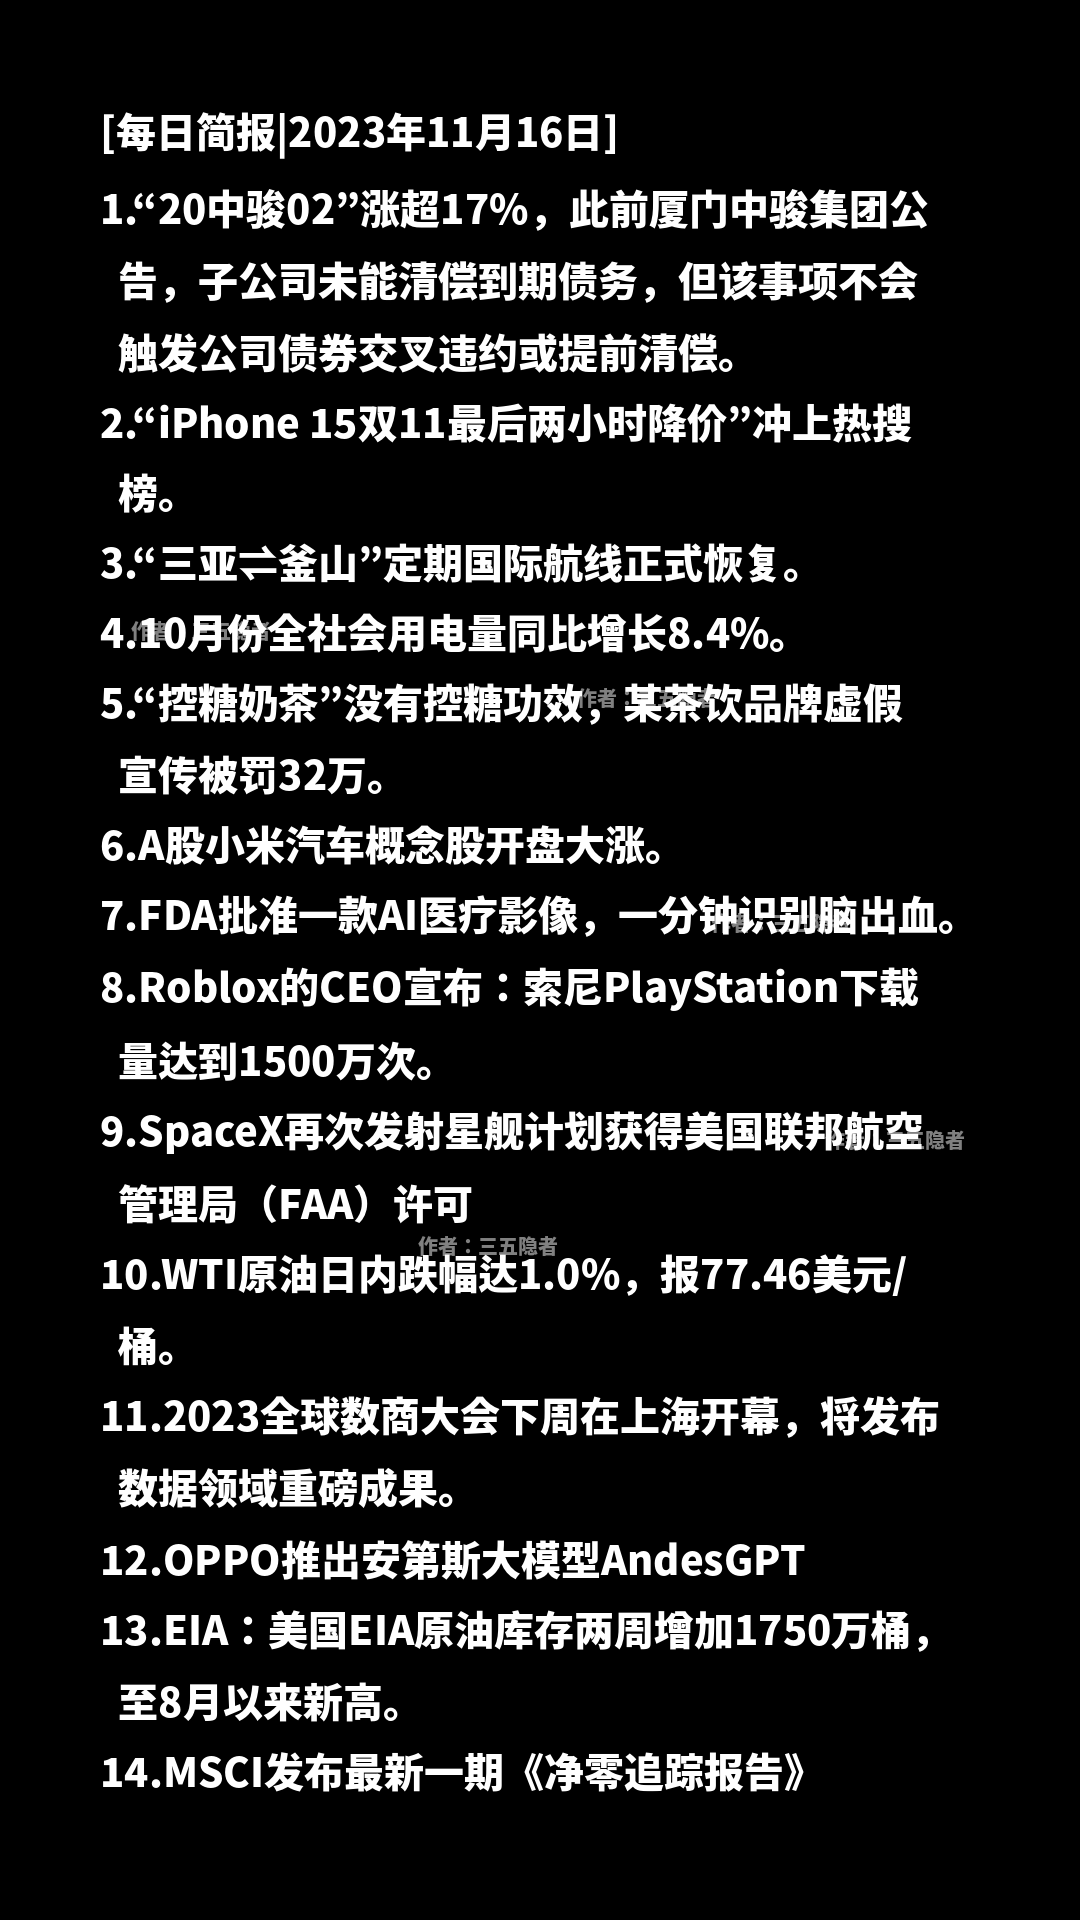 [每日简报|2023年11月16日]
1.“20中骏02”涨超17%，此前厦门中骏集团公
告，子公司未能清偿到期债务，但该事项不会
触发公司债券交叉违约或提前清偿。
2.“iPhone 15双11最后两小时降价”冲上热搜
榜。
3.“三亚⇌釜山”定期国际航线正式恢复。
4.10月份全社会用电量同比增长8.4%。
5.“控糖奶茶”没有控糖功效，某茶饮品牌虚假
宣传被罚32万。
6.A股小米汽车概念股开盘大涨。
7.FDA批准一款AI医疗影像，一分钟识别脑出血。
8.Roblox的CEO宣布：索尼PlayStation下载
量达到1500万次。
9.SpaceX再次发射星舰计划获得美国联邦航空
管理局（FAA）许可
作者：三五隐者
10.WTI原油日内跌幅达1.0%，报77.46美元/
桶。
11.2023全球数商大会下周在上海开幕，将发布
数据领域重磅成果。
12.OPPO推出安第斯大模型AndesGPT
13.EIA：美国EIA原油库存两周增加1750万桶，
至8月以来新高。
14.MSCI发布最新一期《净零追踪报告》